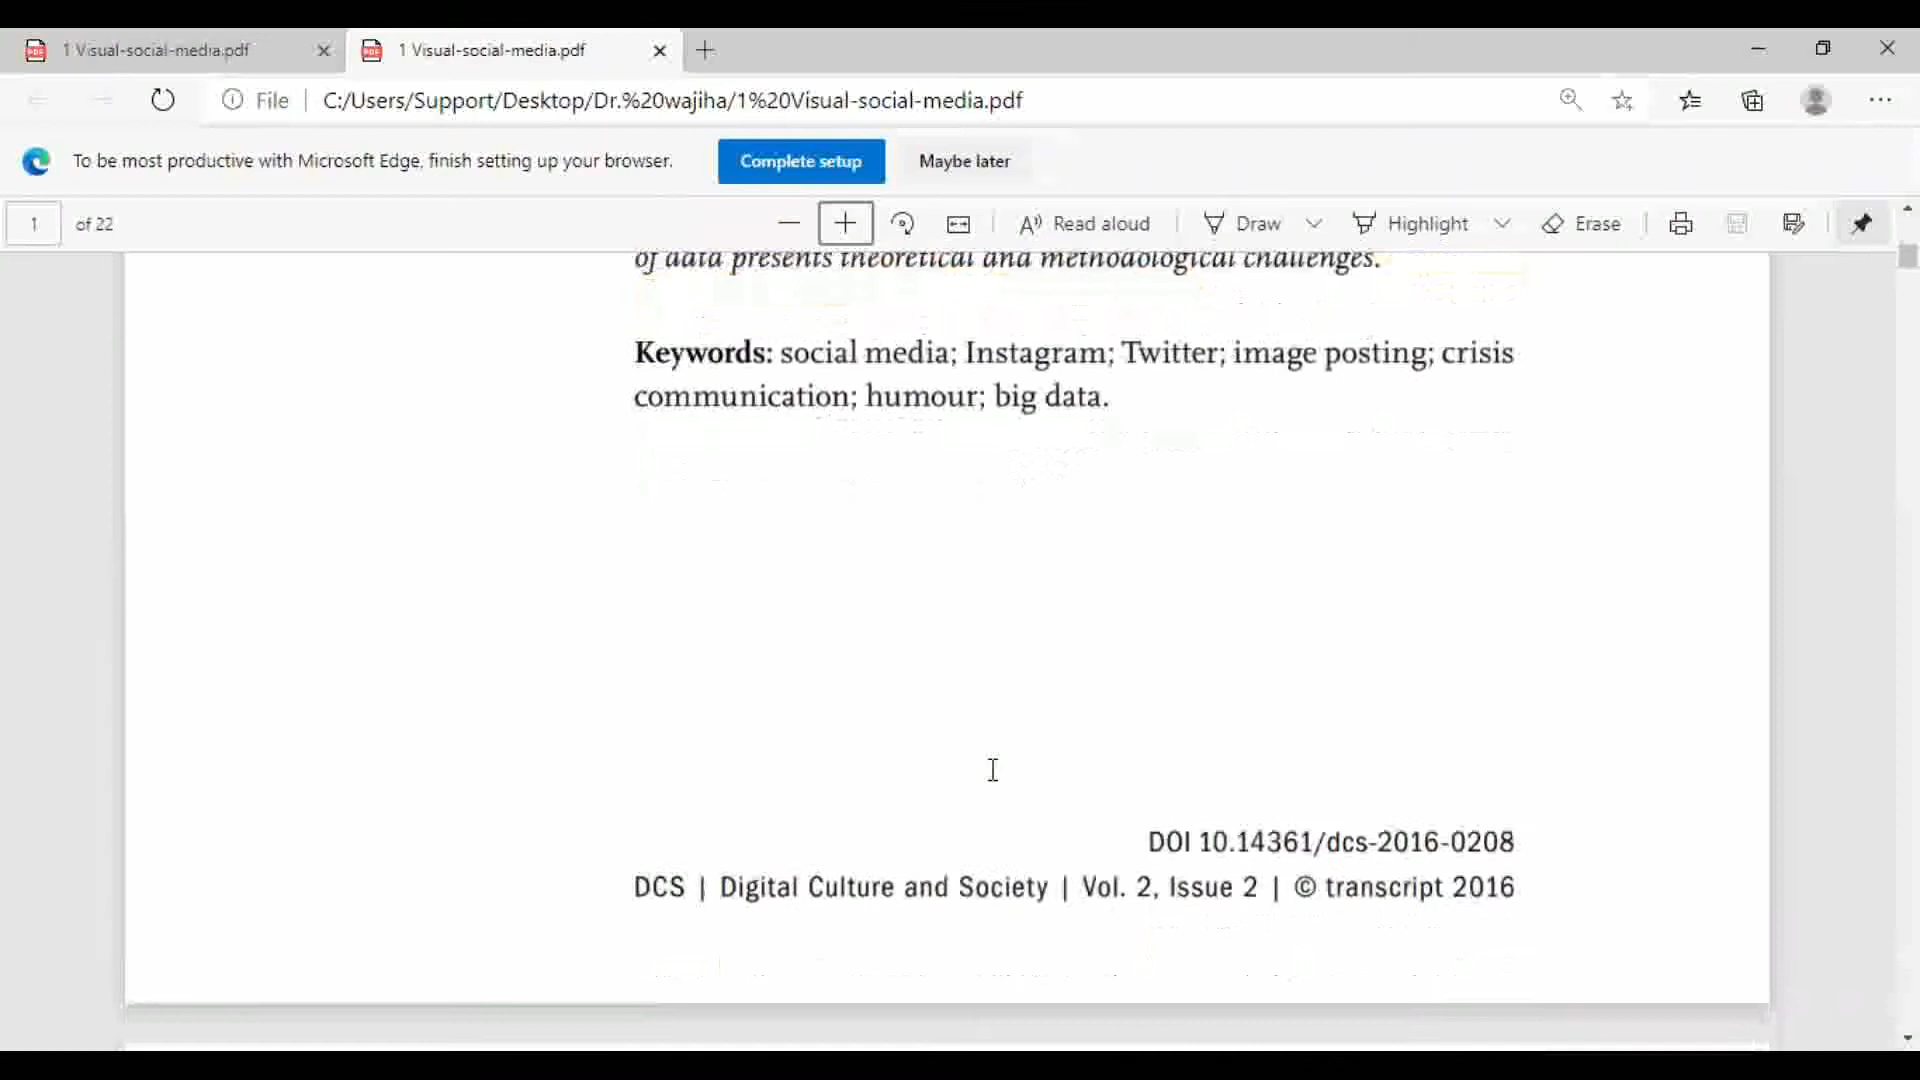 1 Visual-social-media.pdf
1 Visual-social-media.pdf
File
C:/Users/Support/Desktop/Dr.%20wajiha/1%20Visual-social-media.pdf
To be most productive with Microsoft Edge, finish setting up your browser.
Complete setup
Maybe later
1 of 22
Read aloud
Draw
Highlight
Erase
of data presents theoretical and methodological challenges.
Keywords: social media; Instagram; Twitter; image posting; crisis
communication; humour; big data.
DOI 10.14361/dcs-2016-0208
DCS | Digital Culture and Society | Vol. 2, Issue 2 | © transcript 2016